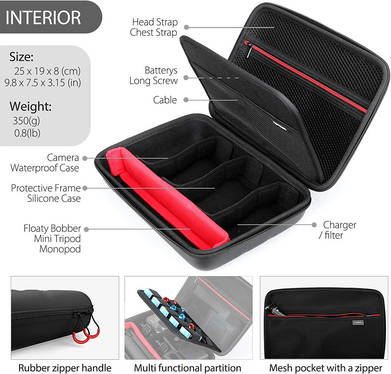 INTERIOR
Size:
25 x 19 x 8 (cm)
9.8 x 7.5 x 3.15 (in)
Weight:
350(g)
0.8(lb)
Head Strap
Chest Strap
Batterys
Long Screw
Cable
Camera
Waterproof Case
Protective Frame
Silicone Case
Floaty Bobber
Mini Tripod
Monopod
Charger
/ filter
Rubber zipper handle
Multi functional partition
Mesh pocket with a zipper